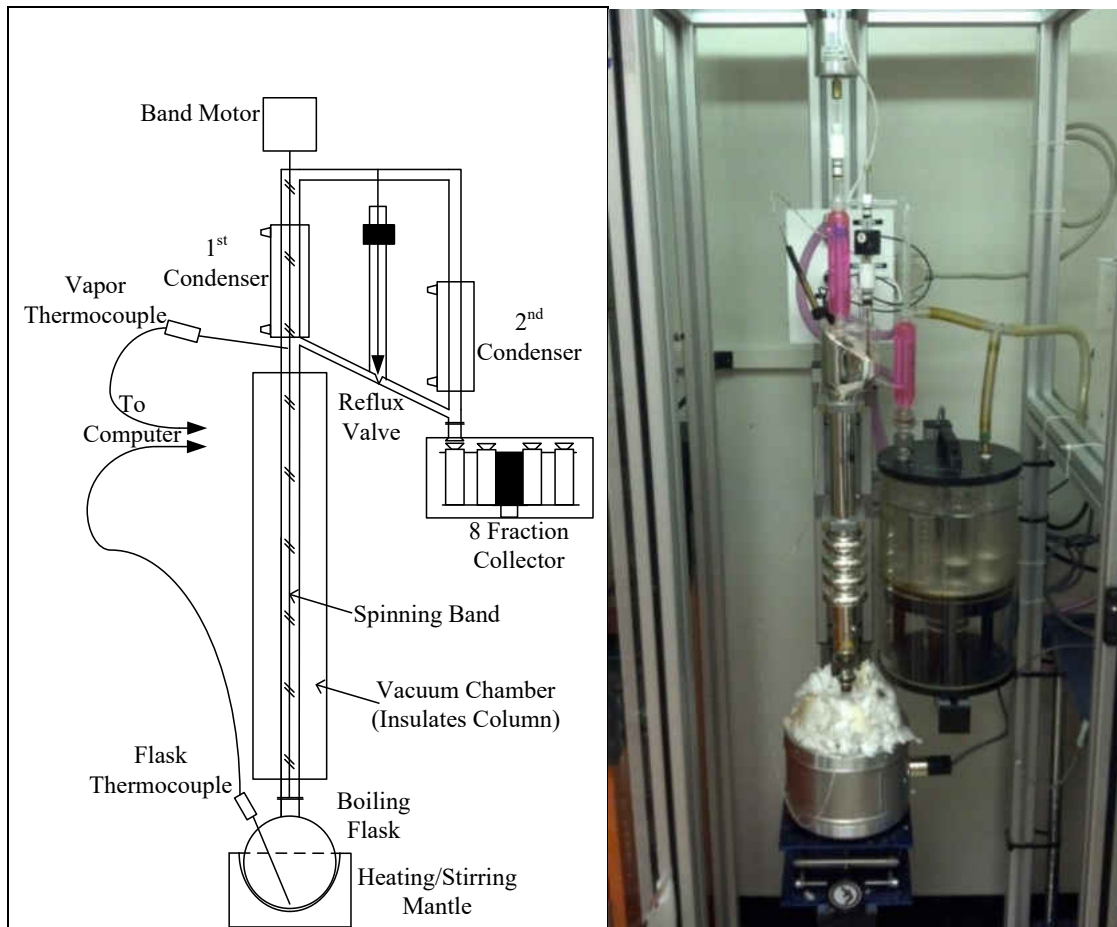 Band Motor
1st
Condenser
Vapor
Thermocouple
2nd
Condenser
To
Computer
Reflux
Valve
8 Fraction
Collector
Spinning Band
Vacuum Chamber
(Insulates Column)
Flask
Thermocouple
Boiling
Flask
Heating/Stirring
Mantle